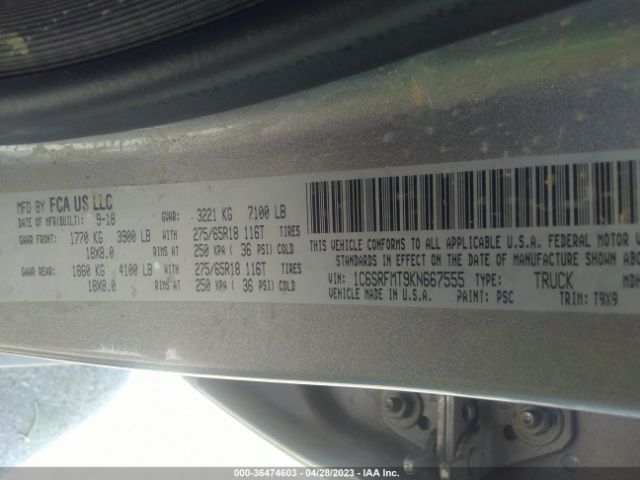 MFD BY FCA US LLC
DATE OF MFR(BUILT): 9-18 GVWR: 3221 KG 7100 LB
GAWR FRONT: 1770 KG 3900 LB WITH 275/65R18 116T TIRES
18X8.0 RIMS AT 250 KPA ( 36 PSI) COLD
GAWR REAR: 1860 KG 4100 LB WITH 275/65R18 116T TIRES
18X8.0 RIMS AT 250 KPA ( 36 PSI) COLD
THIS VEHICLE CONFORMS TO ALL APPLICABLE U.S.A. FEDERAL MOTOR
STANDARDS IN EFFECT ON THE DATE OF MANUFACTURE SHOWN ABO
VIN: 1C6SRFMT9KN667555 TYPE: TRUCK MDH
VEHICLE MADE IN U.S.A. PAINT: PSC TRIM: T9X9
000-36474603 - 04/28/2023 - IAA Inc.